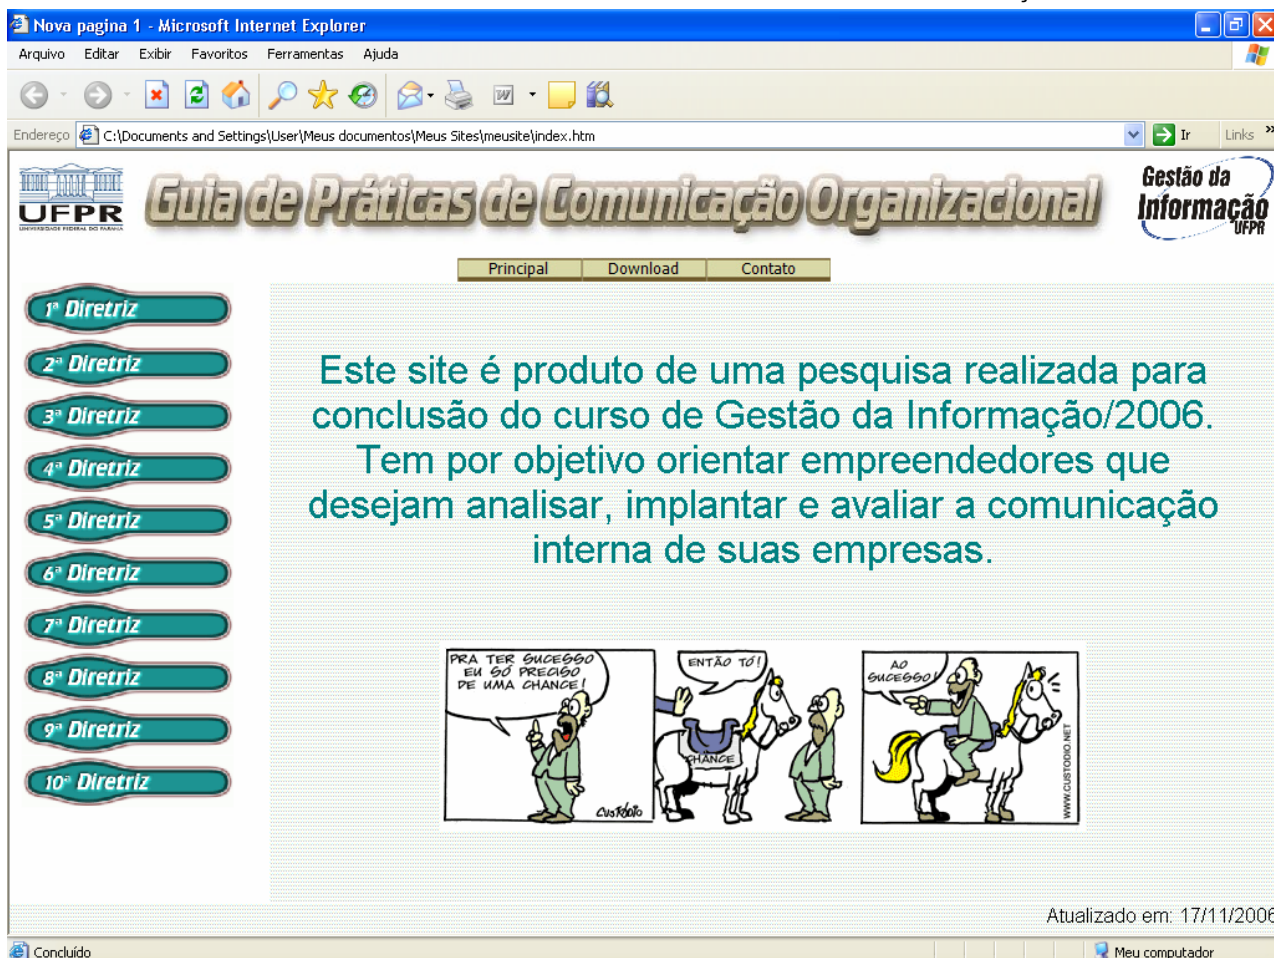 Nova pagina 1 - Microsoft Internet Explorer
Arquivo Editar Exibir Favoritos Ferramentas Ajuda
Endereço C:\Documents and Settings\User\Meus documentos\Meus Sites\meusite\index.htm Ir Links »
UFPR
UNIVERSIDADE FEDERAL DO PARANÁ
Guia de Práticas de Comunicação Organizacional
Gestão da
Informação
UFPR
Principal Download Contato
1ª Diretriz
2ª Diretriz
3ª Diretriz
4ª Diretriz
5ª Diretriz
6ª Diretriz
7ª Diretriz
8ª Diretriz
9ª Diretriz
10ª Diretriz
Este site é produto de uma pesquisa realizada para
conclusão do curso de Gestão da Informação/2006.
Tem por objetivo orientar empreendedores que
desejam analisar, implantar e avaliar a comunicação
interna de suas empresas.
PRA TER SUCESSO
EU SÓ PRECISO
DE UMA CHANCE!
CUSTÓDIO
ENTÃO TÓ!
CHANCE
AO
SUCESSO!
WWW.CUSTODIO.NET
Atualizado em: 17/11/2006
Concluído
Meu computador